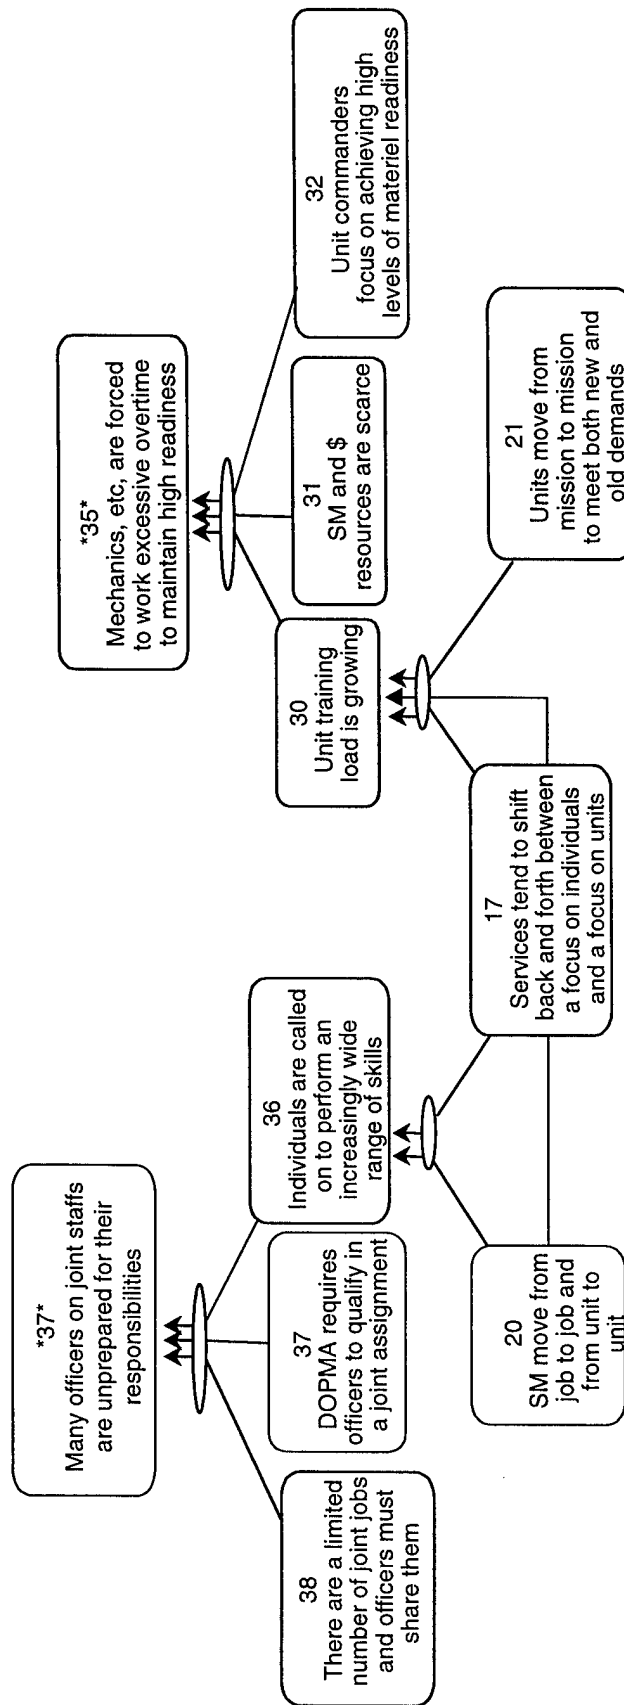 *37*
Many officers on joint staffs
are unprepared for their
responsibilities
*35*
Mechanics, etc, are forced
to work excessive overtime
to maintain high readiness
38
There are a limited
number of joint jobs
and officers must
share them
37
DOPMA requires
officers to qualify in
a joint assignment
36
Individuals are called
on to perform an
increasingly wide
range of skills
30
Unit training
load is growing
31
SM and $
resources are scarce
32
Unit commanders
focus on achieving high
levels of materiel readiness
20
SM move from
job to job and
from unit to
unit
17
Services tend to shift
back and forth between
a focus on individuals
and a focus on units
21
Units move from
mission to mission
to meet both new and
old demands